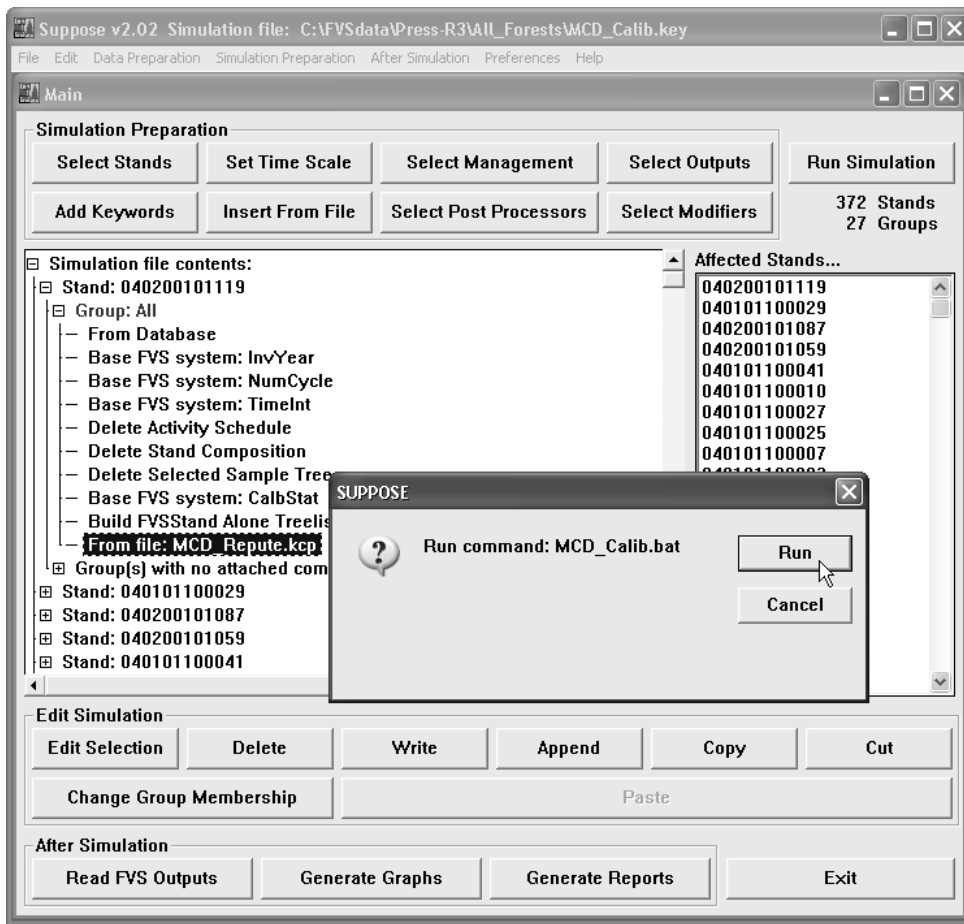 Suppose v2.02 Simulation file: C:\FVSdata\Press-R3\All_Forests\MCD_Calib.key
File Edit Data Preparation Simulation Preparation After Simulation Preferences Help
Main
Simulation Preparation
Select Stands Set Time Scale Select Management Select Outputs Run Simulation
Add Keywords Insert From File Select Post Processors Select Modifiers
372 Stands
27 Groups
Simulation file contents:
Stand: 040200101119
Group: All
From Database
Base FVS system: InvYear
Base FVS system: NumCycle
Base FVS system: TimeInt
Delete Activity Schedule
Delete Stand Composition
Delete Selected Sample Tree
Base FVS system: CalbStat
Build FVSStand Alone Treelis
From file: MCD_Repute.kcp
Group(s) with no attached com
Stand: 040101100029
Stand: 040200101087
Stand: 040200101059
Stand: 040101100041
Affected Stands...
040200101119
040101100029
040200101087
040200101059
040101100041
040101100010
040101100027
040101100025
040101100007
SUPPOSE
Run command: MCD_Calib.bat
Run
Cancel
Edit Simulation
Edit Selection Delete Write Append Copy Cut
Change Group Membership Paste
After Simulation
Read FVS Outputs Generate Graphs Generate Reports Exit